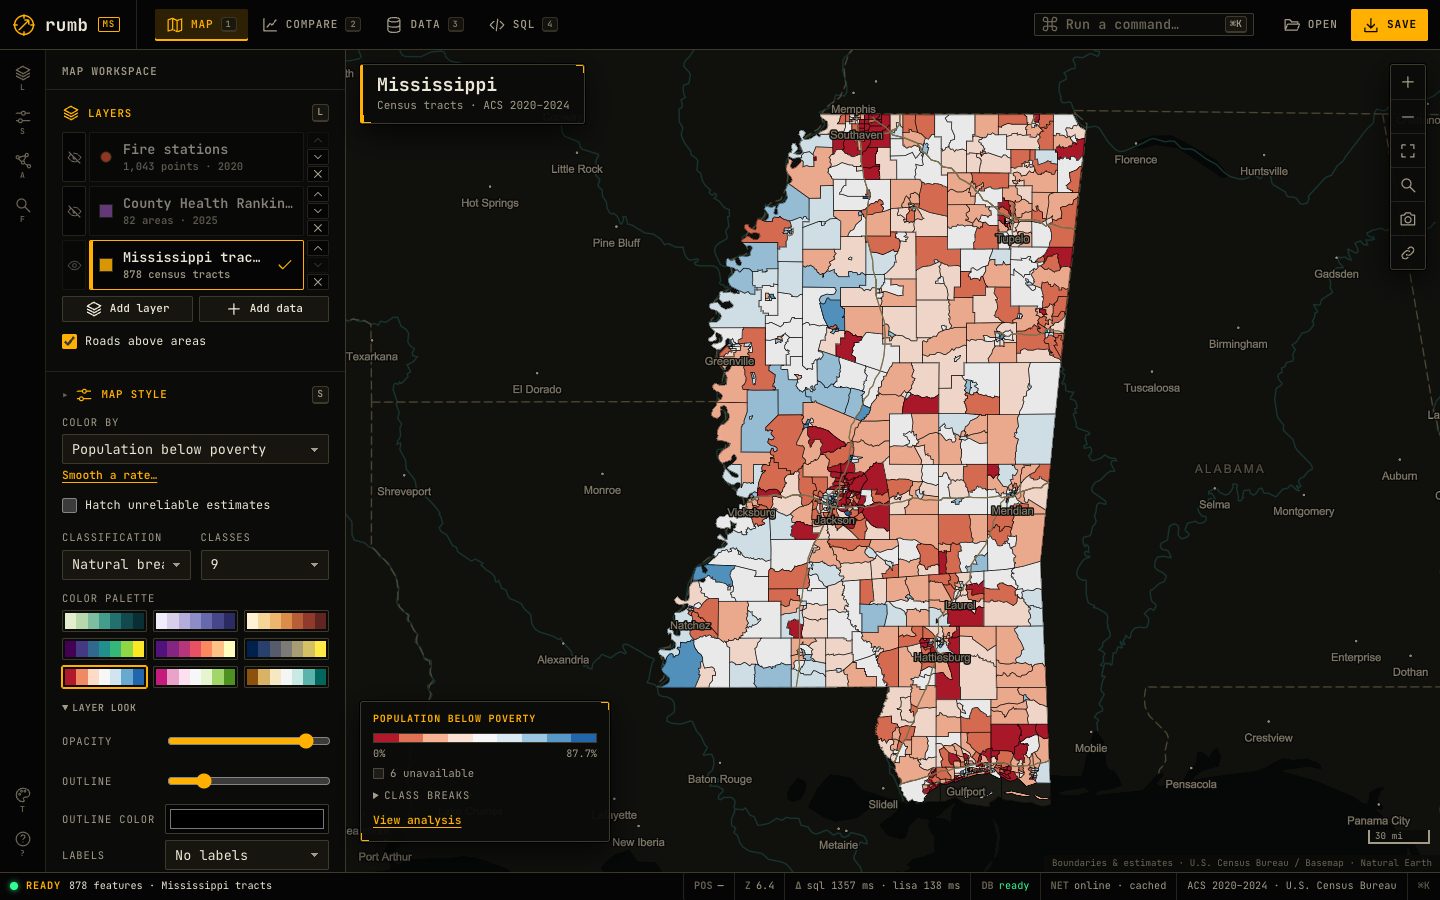 rumb MS
MAP 1
COMPARE 2
DATA 3
SQL 4
Run a command… ⌘K
OPEN
SAVE
L
S
A
F
T
?
MAP WORKSPACE
LAYERS L
Fire stations
1,043 points · 2020
County Health Rankin…
82 areas · 2025
Mississippi trac…
878 census tracts
Add layer
Add data
Roads above areas
MAP STYLE S
COLOR BY
Population below poverty
Smooth a rate…
Hatch unreliable estimates
CLASSIFICATION CLASSES
Natural brea 9
COLOR PALETTE
LAYER LOOK
OPACITY
OUTLINE
OUTLINE COLOR
LABELS No labels
Mississippi
Census tracts · ACS 2020–2024
Memphis
Southaven
Little Rock
Hot Springs
Pine Bluff
Florence
Huntsville
Tupelo
Gadsden
Texarkana
Greenville
Birmingham
El Dorado
Tuscaloosa
ALABAMA
Auburn
Shreveport
Monroe
Vicksburg
Jackson
Meridian
Selma
Montgomery
Laurel
Natchez
Hattiesburg
Alexandria
Enterprise
Dothan
Crestview
Mobile
Baton Rouge
Pensacola
Gulfport
Slidell
Panama City
New Iberia
Metairie
Port Arthur
POPULATION BELOW POVERTY
0% 87.7%
6 unavailable
CLASS BREAKS
View analysis
30 mi
Boundaries & estimates · U.S. Census Bureau / Basemap · Natural Earth
READY 878 features · Mississippi tracts
POS —
Z 6.4
Δ sql 1357 ms · lisa 138 ms
DB ready
NET online · cached
ACS 2020–2024 · U.S. Census Bureau
⌘K